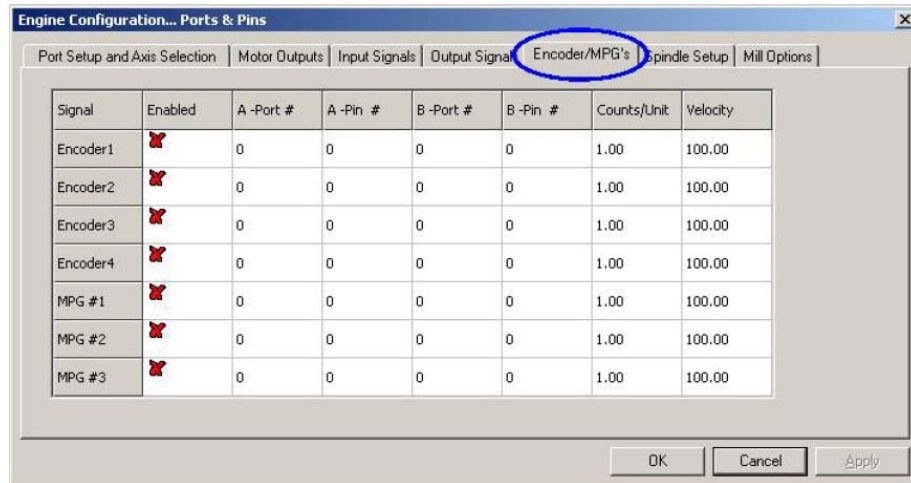 Engine Configuration... Ports & Pins
Port Setup and Axis Selection Motor Outputs Input Signals Output Signals Encoder/MPG's Spindle Setup Mill Options
Signal Enabled A -Port # A -Pin # B -Port # B -Pin # Counts/Unit Velocity
Encoder1 0 0 0 0 1.00 100.00
Encoder2 0 0 0 0 1.00 100.00
Encoder3 0 0 0 0 1.00 100.00
Encoder4 0 0 0 0 1.00 100.00
MPG #1 0 0 0 0 1.00 100.00
MPG #2 0 0 0 0 1.00 100.00
MPG #3 0 0 0 0 1.00 100.00
OK Cancel Apply